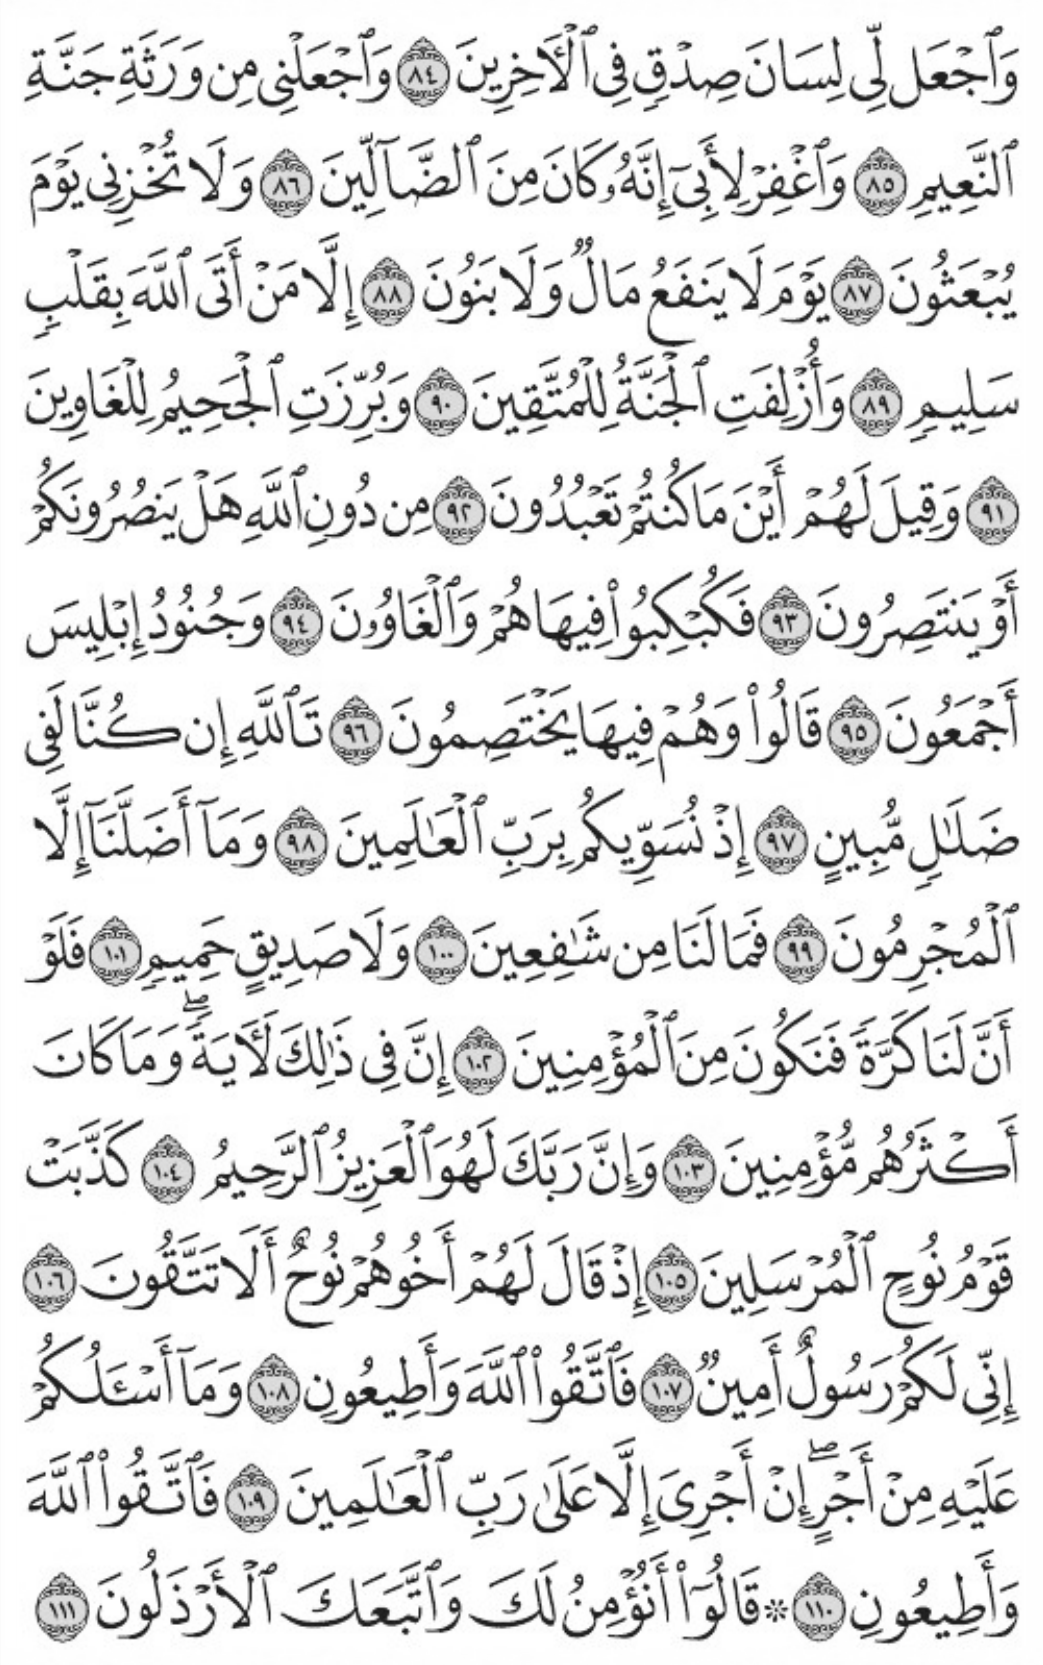 وَٱجۡعَل لِّي لِسَانَ صِدۡقٖ فِي ٱلۡأٓخِرِينَ ٨٤ وَٱجۡعَلۡنِي مِن وَرَثَةِ جَنَّةِ
ٱلنَّعِيمِ ٨٥ وَٱغۡفِرۡ لِأَبِيٓ إِنَّهُۥ كَانَ مِنَ ٱلضَّآلِّينَ ٨٦ وَلَا تُخۡزِنِي يَوۡمَ
يُبۡعَثُونَ ٨٧ يَوۡمَ لَا يَنفَعُ مَالٞ وَلَا بَنُونَ ٨٨ إِلَّا مَنۡ أَتَى ٱللَّهَ بِقَلۡبٖ
سَلِيمٖ ٨٩ وَأُزۡلِفَتِ ٱلۡجَنَّةُ لِلۡمُتَّقِينَ ٩٠ وَبُرِّزَتِ ٱلۡجَحِيمُ لِلۡغَاوِينَ
٩١ وَقِيلَ لَهُمۡ أَيۡنَ مَا كُنتُمۡ تَعۡبُدُونَ ٩٢ مِن دُونِ ٱللَّهِ هَلۡ يَنصُرُونَكُمۡ
أَوۡ يَنتَصِرُونَ ٩٣ فَكُبۡكِبُواْ فِيهَا هُمۡ وَٱلۡغَاوُۥنَ ٩٤ وَجُنُودُ إِبۡلِيسَ
أَجۡمَعُونَ ٩٥ قَالُواْ وَهُمۡ فِيهَا يَخۡتَصِمُونَ ٩٦ تَٱللَّهِ إِن كُنَّا لَفِي
ضَلَٰلٖ مُّبِينٍ ٩٧ إِذۡ نُسَوِّيكُم بِرَبِّ ٱلۡعَٰلَمِينَ ٩٨ وَمَآ أَضَلَّنَآ إِلَّا
ٱلۡمُجۡرِمُونَ ٩٩ فَمَا لَنَا مِن شَٰفِعِينَ ١٠٠ وَلَا صَدِيقٍ حَمِيمٖ ١٠١ فَلَوۡ
أَنَّ لَنَا كَرَّةٗ فَنَكُونَ مِنَ ٱلۡمُؤۡمِنِينَ ١٠٢ إِنَّ فِي ذَٰلِكَ لَأٓيَةٗۖ وَمَا كَانَ
أَكۡثَرُهُم مُّؤۡمِنِينَ ١٠٣ وَإِنَّ رَبَّكَ لَهُوَ ٱلۡعَزِيزُ ٱلرَّحِيمُ ١٠٤ كَذَّبَتۡ
قَوۡمُ نُوحٍ ٱلۡمُرۡسَلِينَ ١٠٥ إِذۡ قَالَ لَهُمۡ أَخُوهُمۡ نُوحٌ أَلَا تَتَّقُونَ ١٠٦
إِنِّي لَكُمۡ رَسُولٌ أَمِينٞ ١٠٧ فَٱتَّقُواْ ٱللَّهَ وَأَطِيعُونِ ١٠٨ وَمَآ أَسۡـَٔلُكُمۡ
عَلَيۡهِ مِنۡ أَجۡرٍۖ إِنۡ أَجۡرِيَ إِلَّا عَلَىٰ رَبِّ ٱلۡعَٰلَمِينَ ١٠٩ فَٱتَّقُواْ ٱللَّهَ
وَأَطِيعُونِ ١١٠ ۞ قَالُوٓاْ أَنُؤۡمِنُ لَكَ وَٱتَّبَعَكَ ٱلۡأَرۡذَلُونَ ١١١